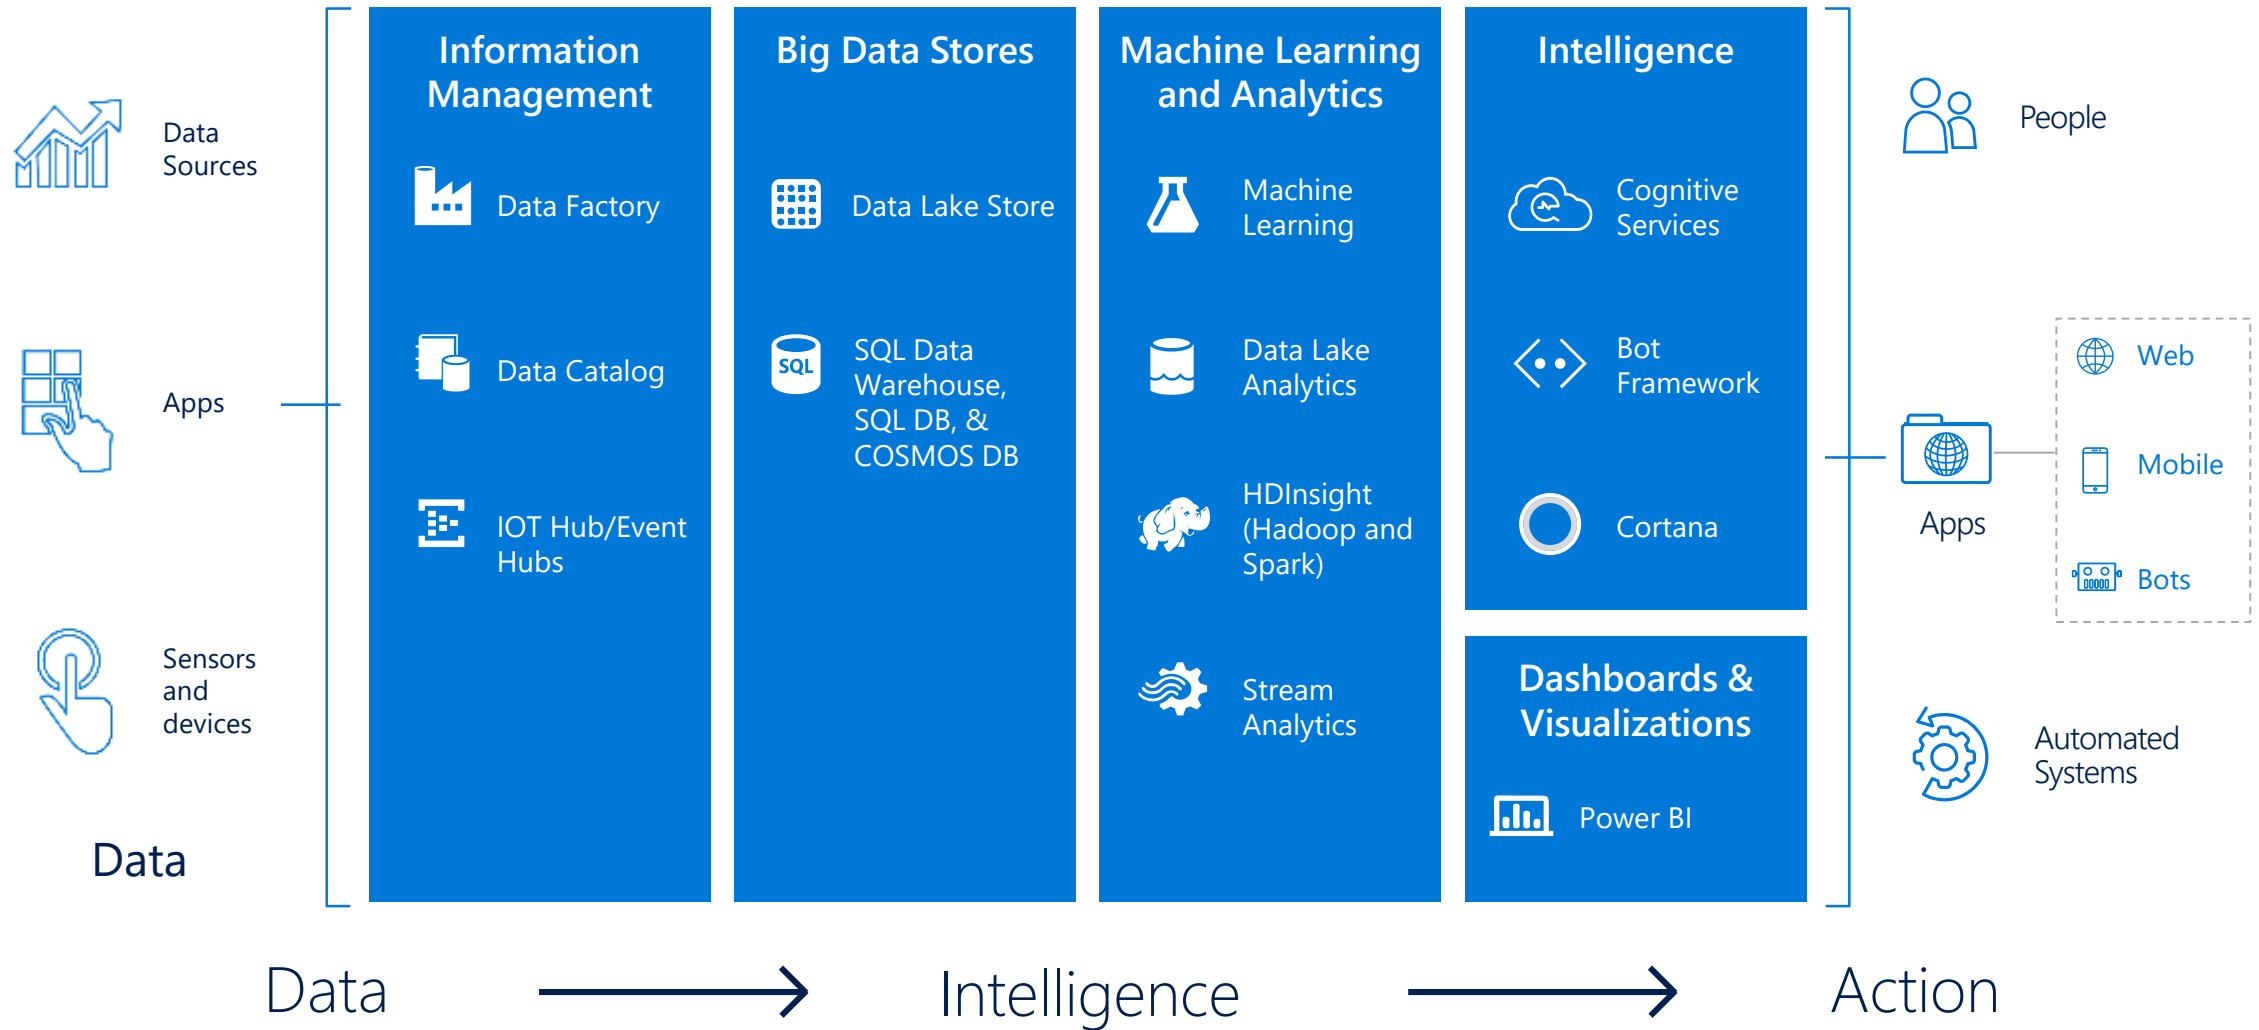 Data
Sources
Apps
Sensors
and
devices
Data
Information
Management
Data Factory
Data Catalog
IOT Hub/Event
Hubs
Big Data Stores
Data Lake Store
SQL
SQL Data
Warehouse,
SQL DB, &
COSMOS DB
Machine Learning
and Analytics
Machine
Learning
Data Lake
Analytics
HDInsight
(Hadoop and
Spark)
Stream
Analytics
Intelligence
Cognitive
Services
Bot
Framework
Cortana
Dashboards &
Visualizations
Power BI
People
Apps
Web
Mobile
Bots
Automated
Systems
Data
Intelligence
Action